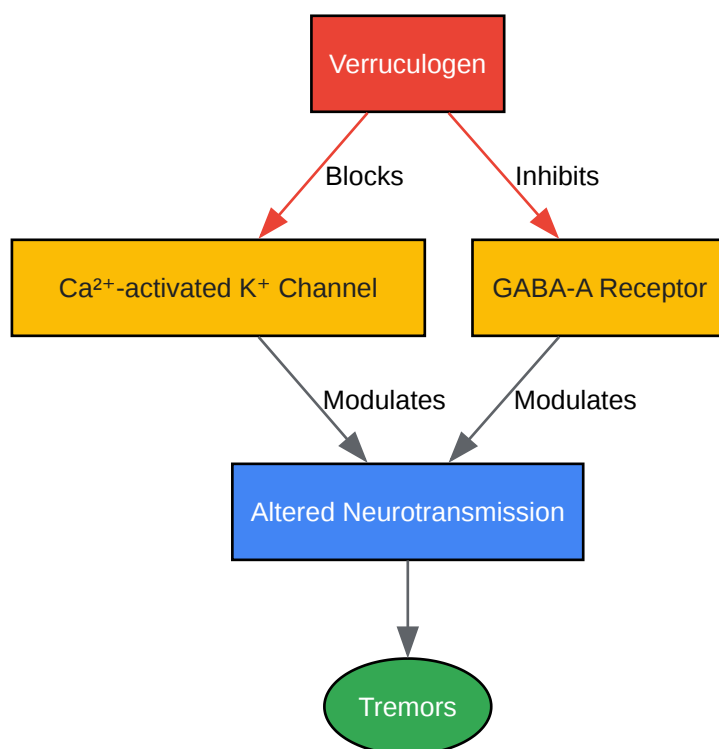 Verruculogen
Blocks
Inhibits
Ca²⁺-activated K⁺ Channel
GABA-A Receptor
Modulates
Modulates
Altered Neurotransmission
Tremors